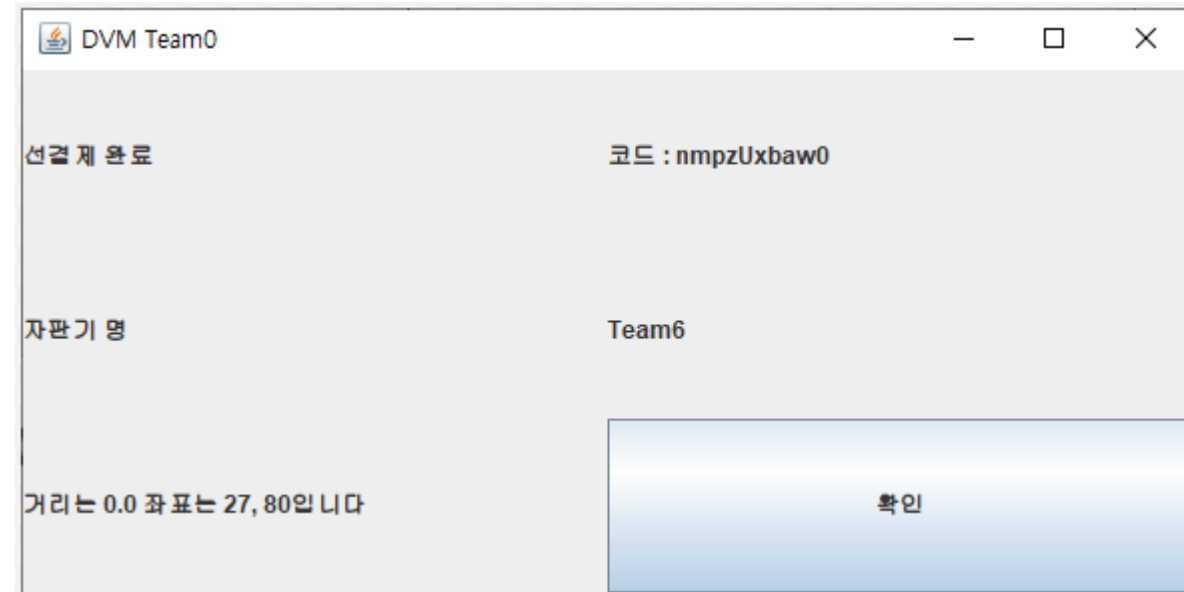 DVM Team0
선결제 완료
코드 : nmpzUxbaw0
자판기 명
Team6
거리는 0.0 좌표는 27, 80입니다
확인